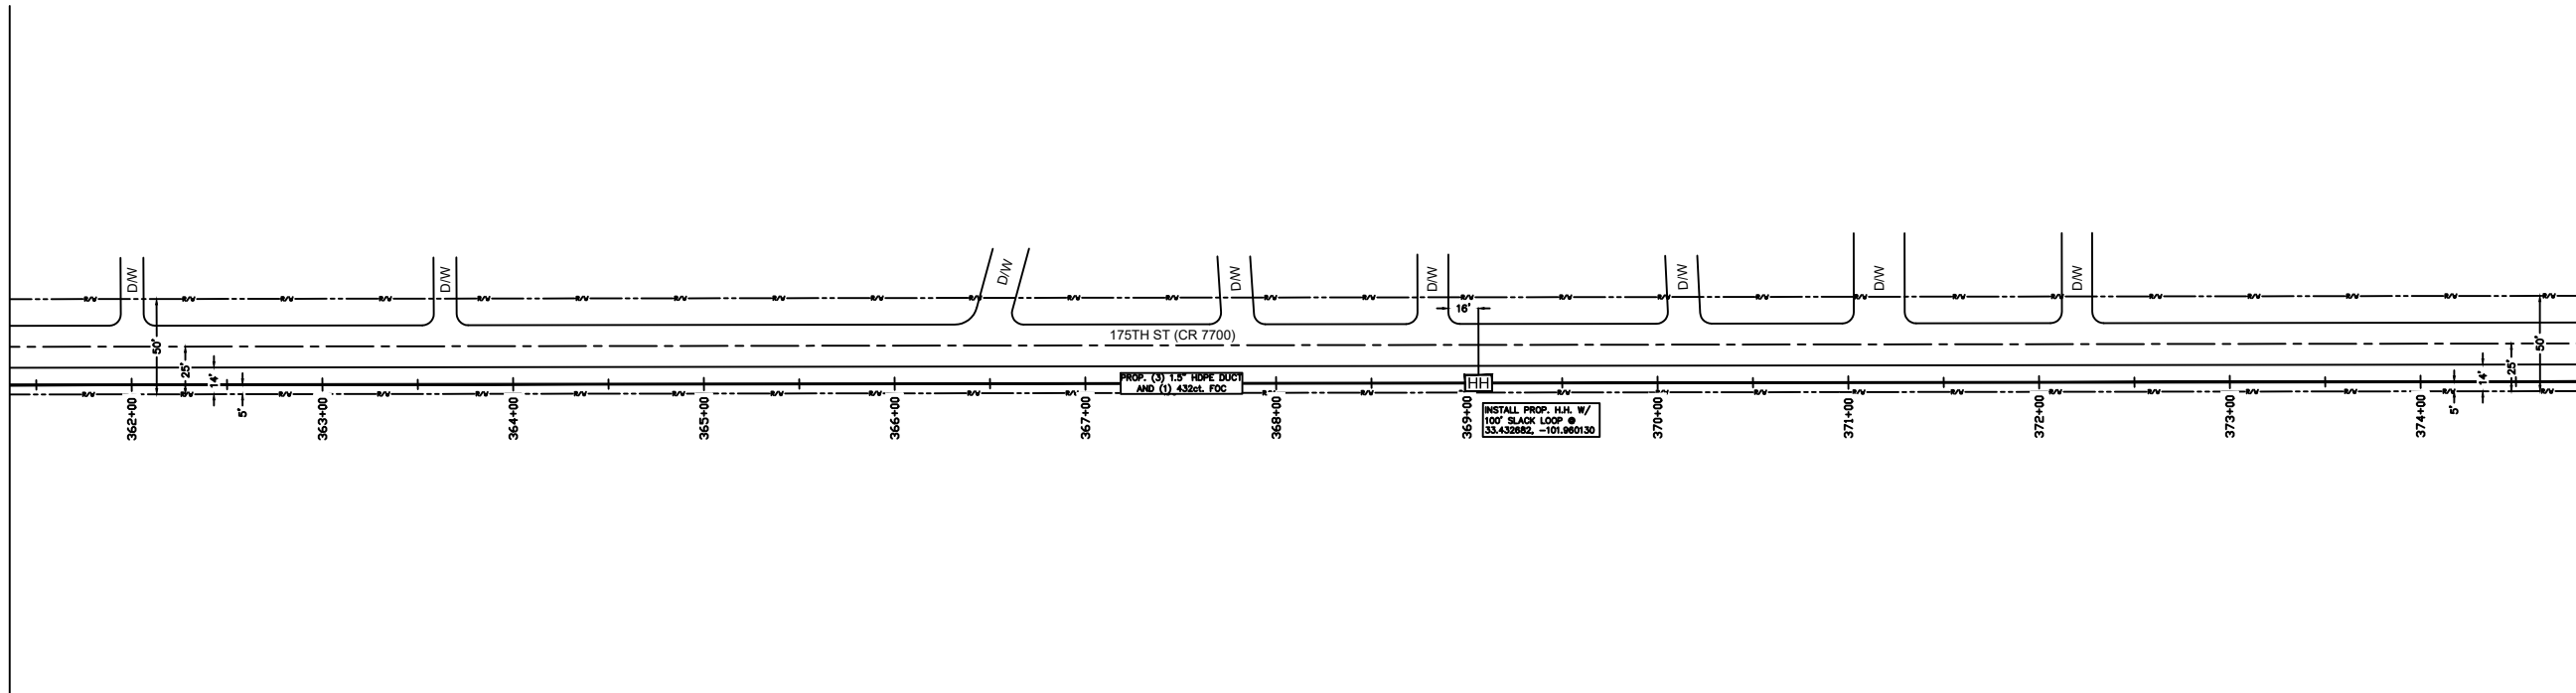 D/W
D/W
D/W
D/W
D/W
D/W
D/W
D/W
R/W R/W R/W R/W R/W R/W R/W R/W R/W R/W R/W R/W R/W R/W R/W R/W R/W R/W R/W R/W R/W R/W R/W R/W R/W R/W
16'
175TH ST (CR 7700)
50'
25'
14'
5'
50'
25'
14'
5'
PROP. (3) 1.5" HDPE DUCT
AND (1) 432ct. FOC
HH
R/W R/W R/W R/W R/W R/W R/W R/W R/W R/W R/W R/W R/W R/W R/W R/W R/W R/W R/W R/W R/W R/W R/W R/W
362+00
363+00
364+00
365+00
366+00
367+00
368+00
369+00
370+00
371+00
372+00
373+00
374+00
INSTALL PROP. H.H. W/
100' SLACK LOOP @
33.432682, -101.960130